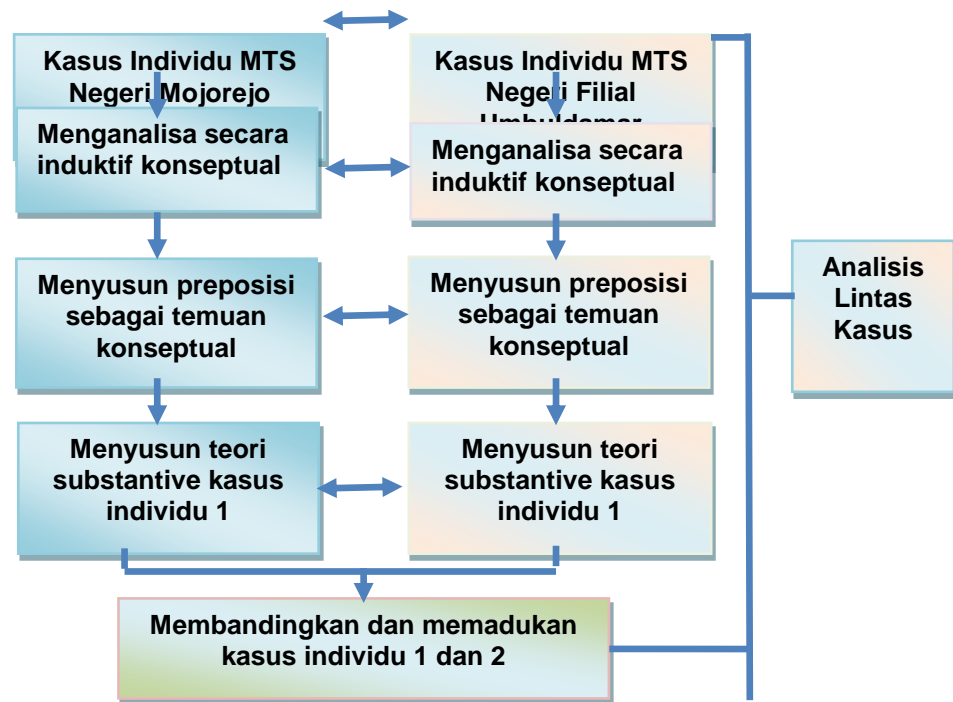 Kasus Individu MTS
Negeri Mojorejo
Kasus Individu MTS
Negeri Filial
Umbuldamar
Menganalisa secara
induktif konseptual
Menganalisa secara
induktif konseptual
Menyusun preposisi
sebagai temuan
konseptual
Menyusun preposisi
sebagai temuan
konseptual
Analisis
Lintas
Kasus
Menyusun teori
substantive kasus
individu 1
Menyusun teori
substantive kasus
individu 1
Membandingkan dan memadukan
kasus individu 1 dan 2